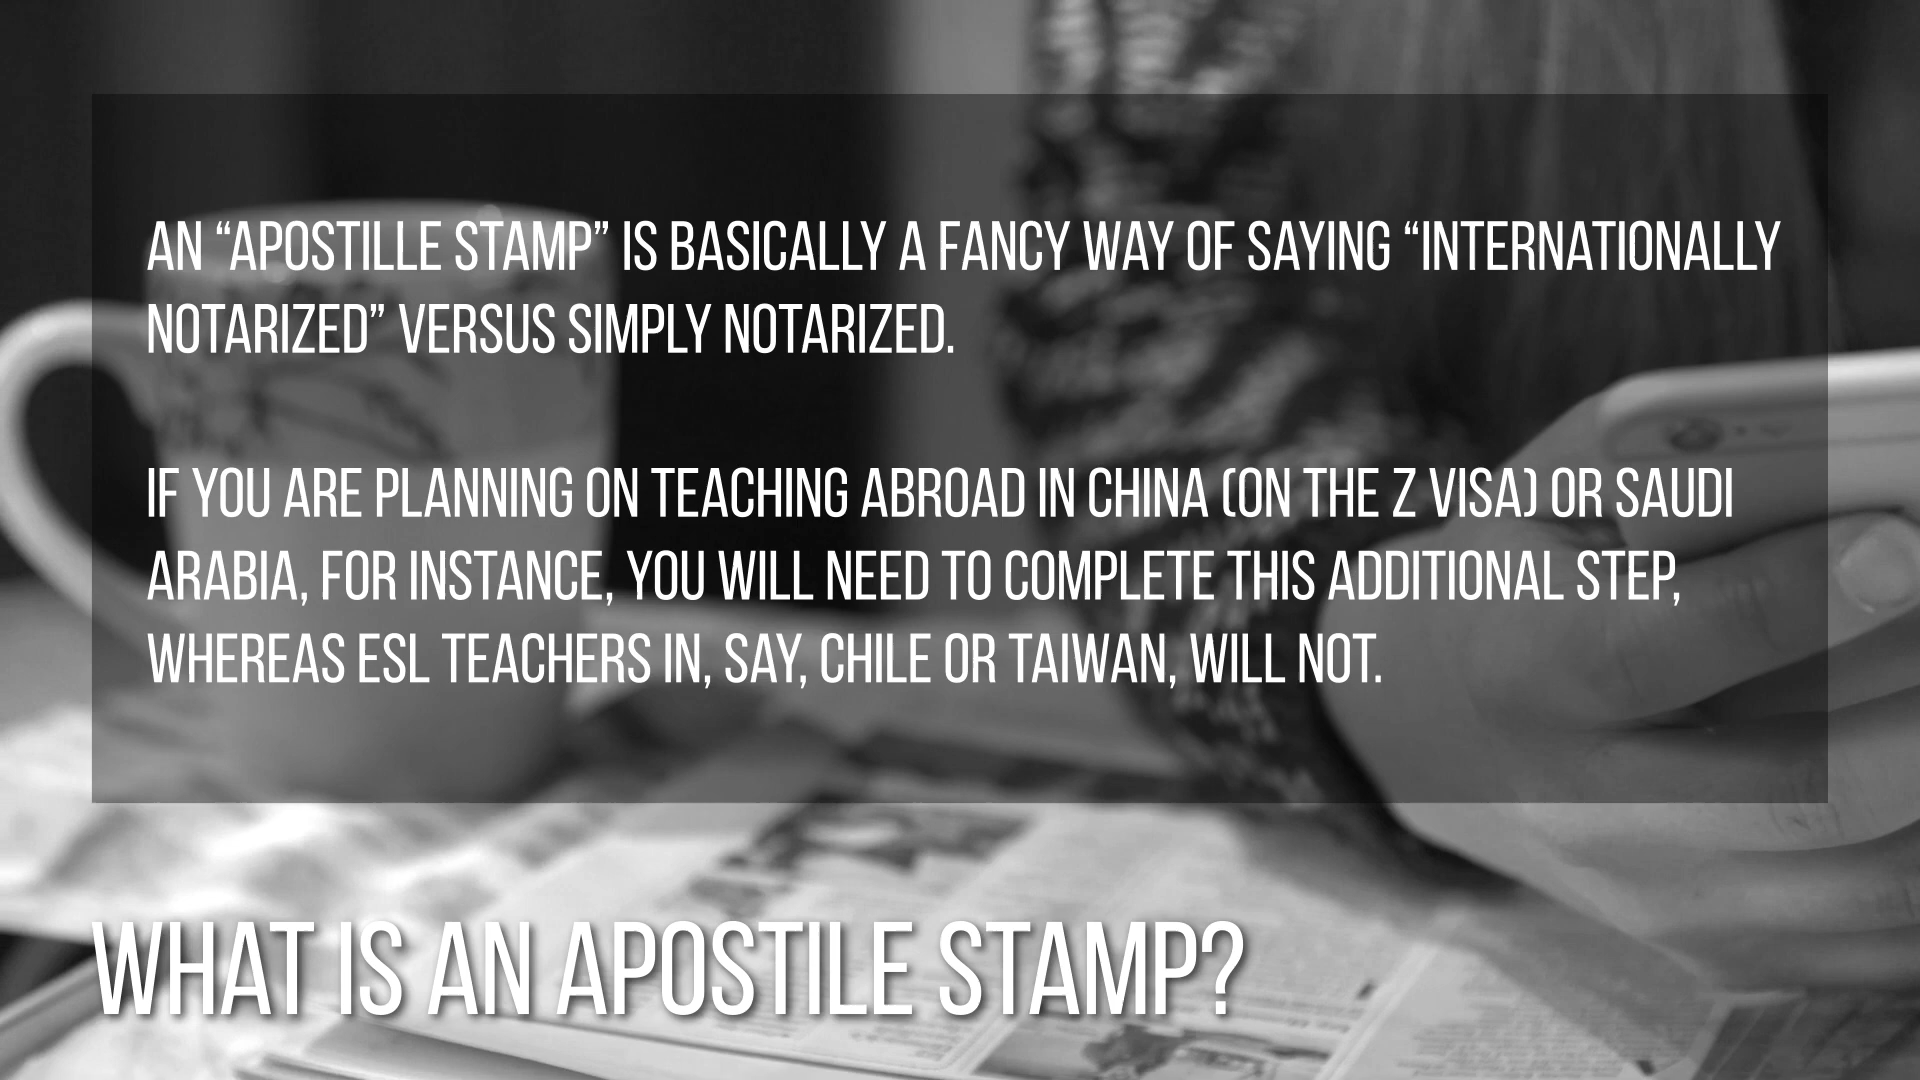 AN “APOSTILLE STAMP” IS BASICALLY A FANCY WAY OF SAYING “INTERNATIONALLY
NOTARIZED” VERSUS SIMPLY NOTARIZED.
IF YOU ARE PLANNING ON TEACHING ABROAD IN CHINA (ON THE Z VISA) OR SAUDI
ARABIA, FOR INSTANCE, YOU WILL NEED TO COMPLETE THIS ADDITIONAL STEP,
WHEREAS ESL TEACHERS IN, SAY, CHILE OR TAIWAN, WILL NOT.
WHAT IS AN APOSTILE STAMP?